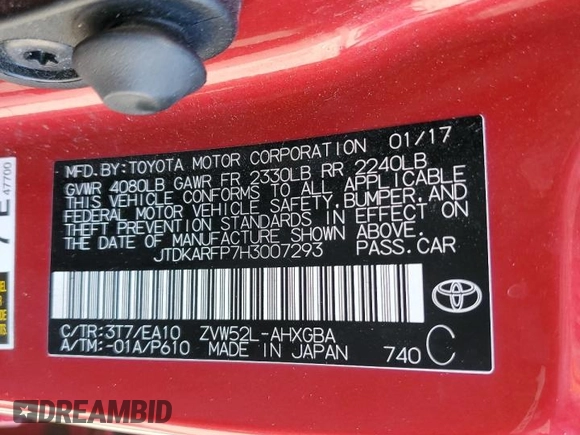 MFD. BY: TOYOTA MOTOR CORPORATION 01/17
GVWR 4080LB GAWR FR 2330LB RR 2240LB
THIS VEHICLE CONFORMS TO ALL APPLICABLE
FEDERAL MOTOR VEHICLE SAFETY, BUMPER, AND
THEFT PREVENTION STANDARDS IN EFFECT ON
THE DATE OF MANUFACTURE SHOWN ABOVE.
JTDKARFP7H3007293 PASS. CAR
C/TR: 3T7/EA10 ZVW52L-AHXGBA
A/TM: -01A/P610 MADE IN JAPAN 740 C
TOYOTA
47700
DREAMBID